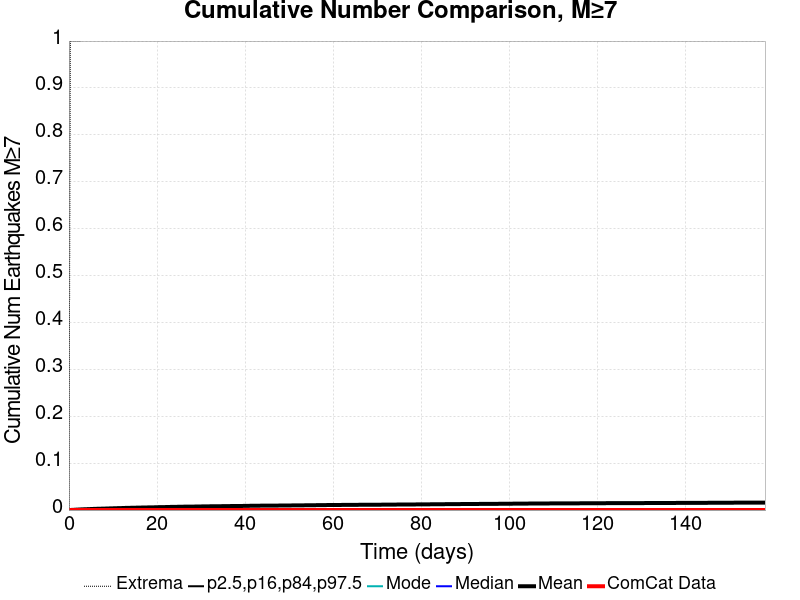 Cumulative Number Comparison, M≥7
Cumulative Num Earthquakes M≥7
1
0.9
0.8
0.7
0.6
0.5
0.4
0.3
0.2
0.1
0
0 20 40 60 80 100 120 140
Time (days)
Extrema p2.5,p16,p84,p97.5 Mode Median Mean ComCat Data